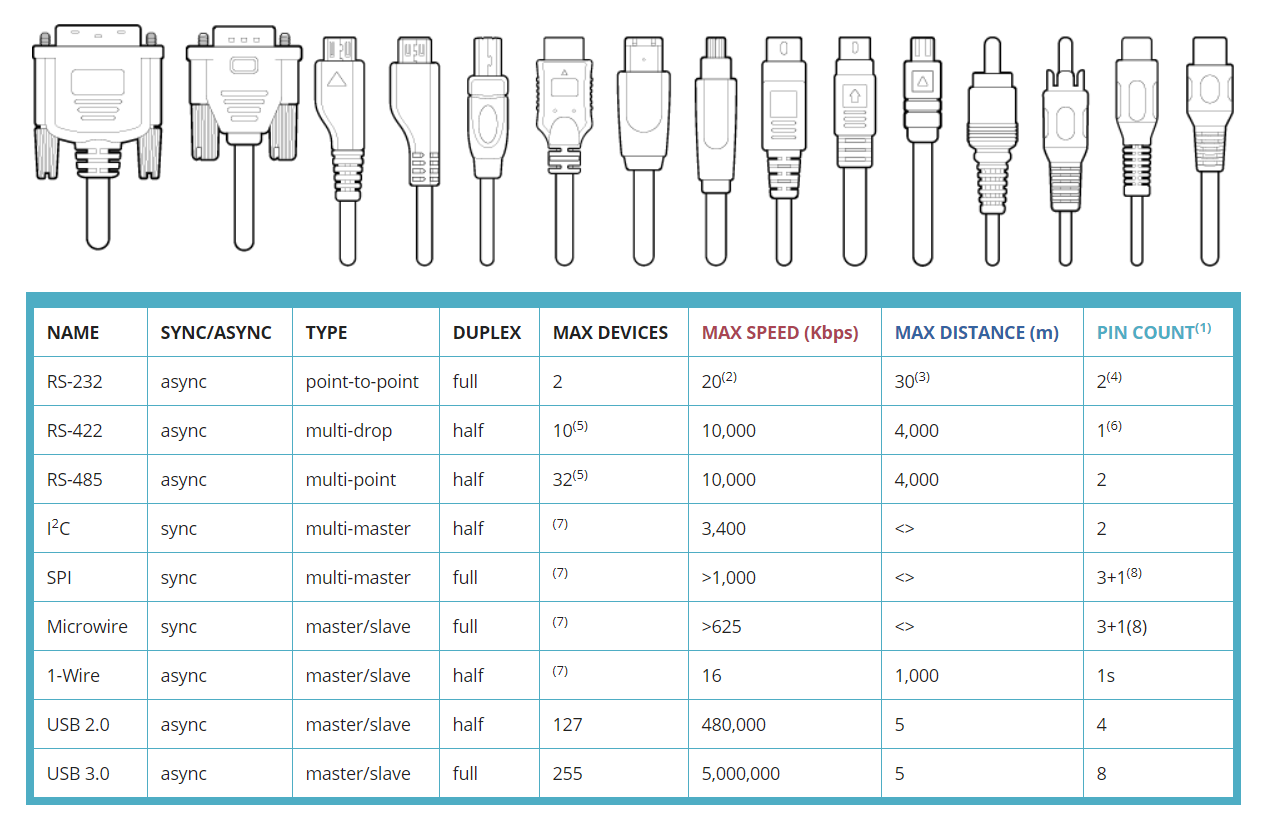 NAME SYNC/ASYNC TYPE DUPLEX MAX DEVICES MAX SPEED (Kbps) MAX DISTANCE (m) PIN COUNT(1)
RS-232 async point-to-point full 2 20(2) 30(3) 2(4)
RS-422 async multi-drop half 10(5) 10,000 4,000 1(6)
RS-485 async multi-point half 32(5) 10,000 4,000 2
I²C sync multi-master half (7) 3,400 <> 2
SPI sync multi-master full (7) >1,000 <> 3+1(8)
Microwire sync master/slave full (7) >625 <> 3+1(8)
1-Wire async master/slave half (7) 16 1,000 1s
USB 2.0 async master/slave half 127 480,000 5 4
USB 3.0 async master/slave full 255 5,000,000 5 8